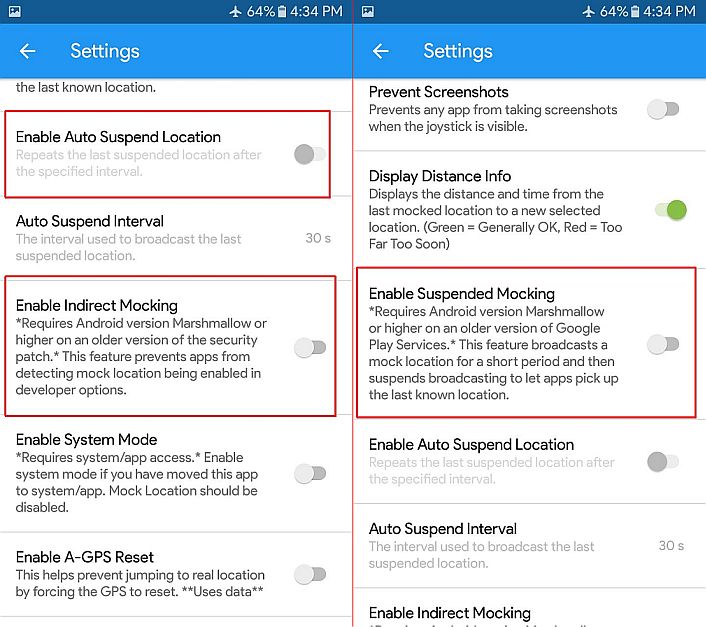 64% 4:34 PM
Settings
the last known location.
Enable Auto Suspend Location
Repeats the last suspended location after
the specified interval.
Auto Suspend Interval
The interval used to broadcast the last
suspended location.
30 s
Enable Indirect Mocking
*Requires Android version Marshmallow or
higher on an older version of the security
patch.* This feature prevents apps from
detecting mock location being enabled in
developer options.
Enable System Mode
*Requires system/app access.* Enable
system mode if you have moved this app
to system/app. Mock Location should be
disabled.
Enable A-GPS Reset
This helps prevent jumping to real location
by forcing the GPS to reset. **Uses data**
64% 4:34 PM
Settings
Prevent Screenshots
Prevents any app from taking screenshots
when the joystick is visible.
Display Distance Info
Displays the distance and time from the
last mocked location to a new selected
location. (Green = Generally OK, Red = Too
Far Too Soon)
Enable Suspended Mocking
*Requires Android version Marshmallow
or higher on an older version of Google
Play Services.* This feature broadcasts a
mock location for a short period and then
suspends broadcasting to let apps pick up
the last known location.
Enable Auto Suspend Location
Repeats the last suspended location after
the specified interval.
Auto Suspend Interval
The interval used to broadcast the last
suspended location.
30 s
Enable Indirect Mocking